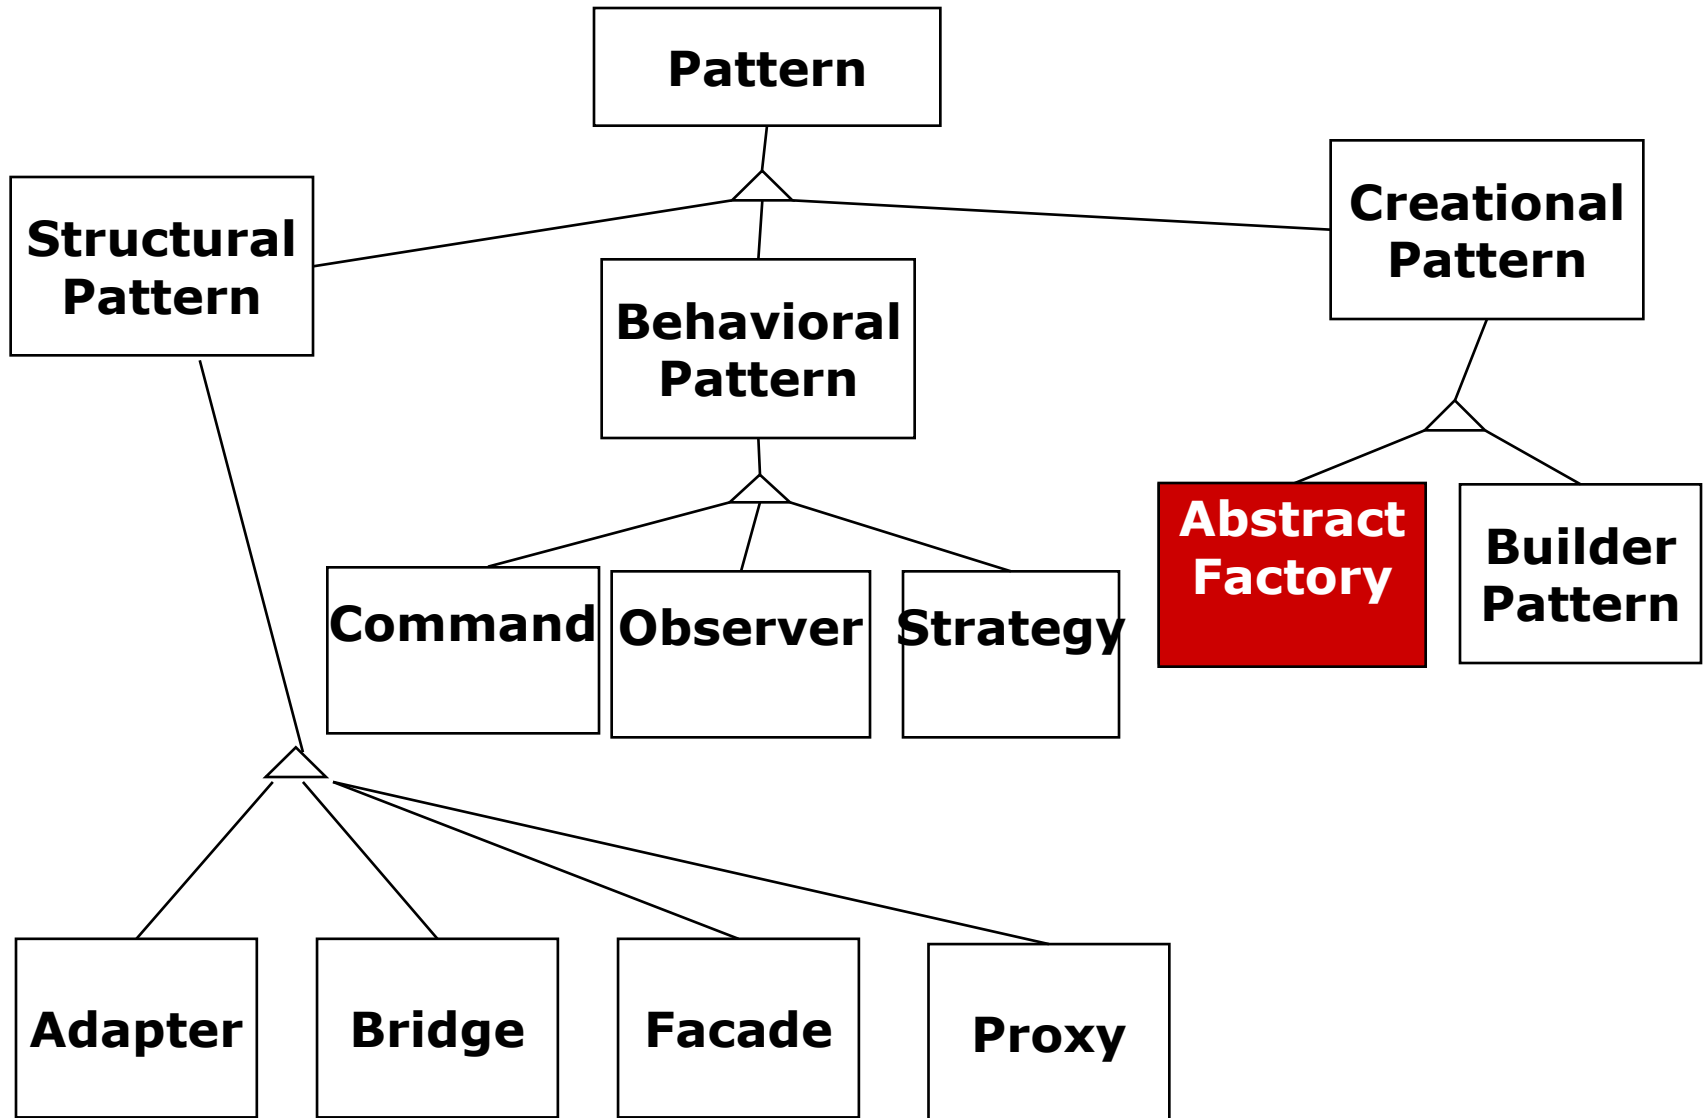 Pattern
Structural
Pattern
Behavioral
Pattern
Creational
Pattern
Command
Observer
Strategy
Abstract
Factory
Builder
Pattern
Adapter
Bridge
Facade
Proxy